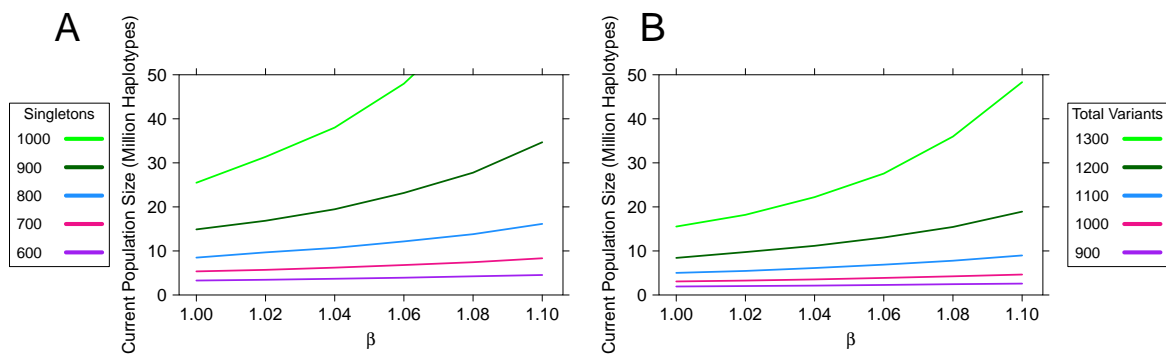 A
B
Singletons
1000
900
800
700
600
Current Population Size (Million Haplotypes)
50
40
30
20
10
0
1.00 1.02 1.04 1.06 1.08 1.10
β
Current Population Size (Million Haplotypes)
50
40
30
20
10
0
1.00 1.02 1.04 1.06 1.08 1.10
β
Total Variants
1300
1200
1100
1000
900